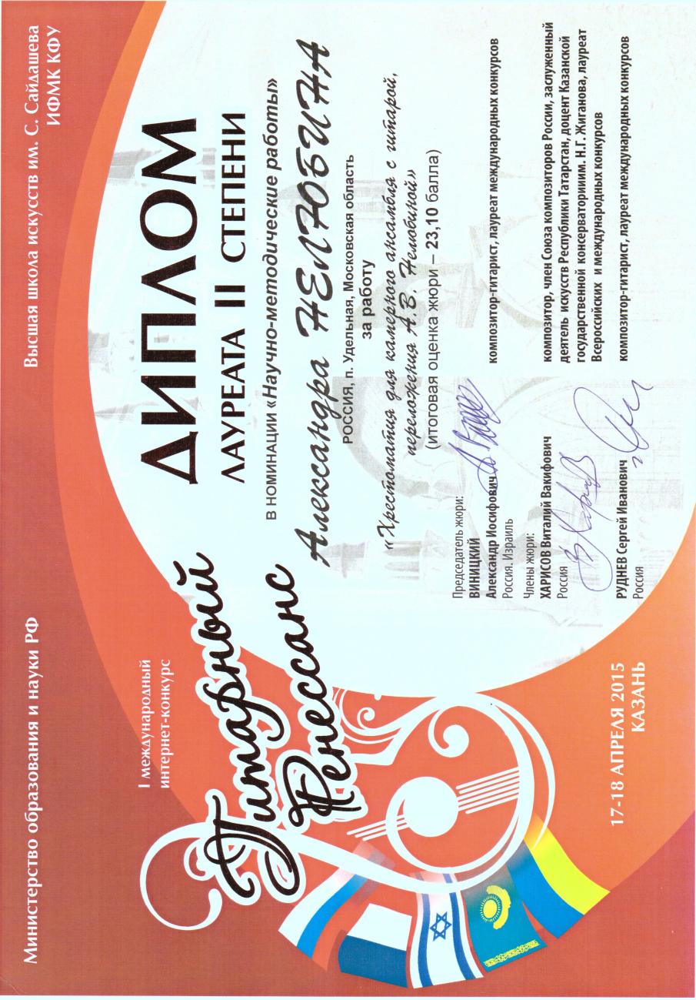 Министерство образования и науки РФ
Высшая школа искусств им. С. Сайдашева
ИФМК КФУ
I международный
интернет-конкурс
Гитарный
Ренессанс
ДИПЛОМ
ЛАУРЕАТА II СТЕПЕНИ
в номинации «Научно-методические работы»
Александра НЕЛЮБИНА
РОССИЯ, п. Удельная, Московская область
за работу
“Хрестоматия для камерного ансамбля с гитарой,
переложения А.В. Нелюбиной»
(итоговая оценка жюри – 23,10 балла)
Председатель жюри:
ВИНИЦКИЙ
Александр Иосифович композитор-гитарист, лауреат международных конкурсов
Россия. Израиль
Члены жюри:
ХАРИСОВ Виталий Вакифович композитор, член Союза композиторов России, заслуженный
Россия деятель искусств Республики Татарстан, доцент Казанской
государственной консерваториииим. Н.Г. Жиганова, лауреат
Всероссийских и международных конкурсов
РУДНЕВ Сергей Иванович композитор-гитарист, лауреат международных конкурсов
Россия
17-18 АПРЕЛЯ 2015
КАЗАНЬ